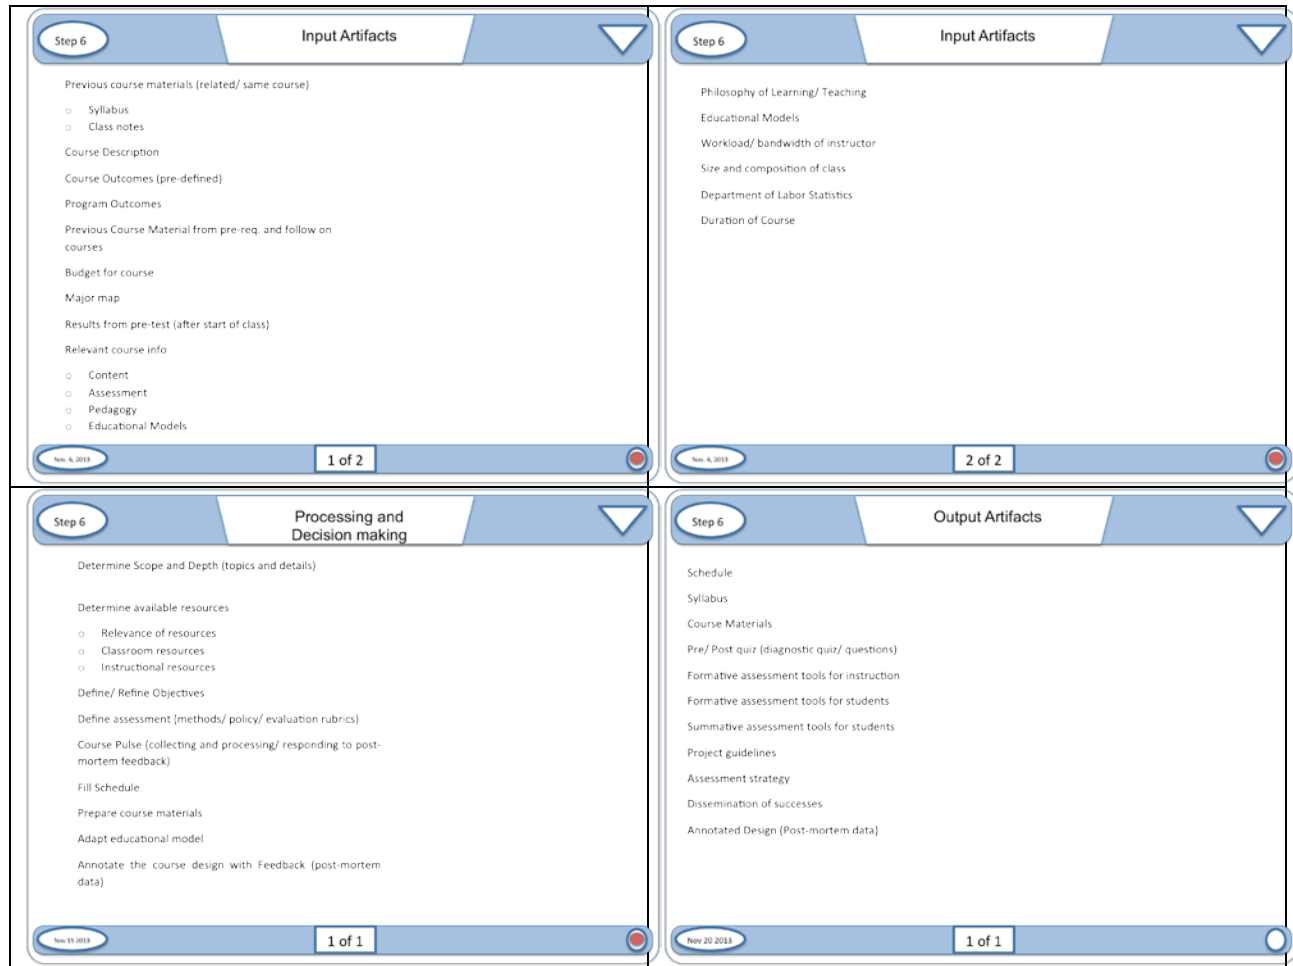 Step 6
Input Artifacts
Previous course materials (related/ same course)
○ Syllabus
○ Class notes
Course Description
Course Outcomes (pre-defined)
Program Outcomes
Previous Course Material from pre-req. and follow on
courses
Budget for course
Major map
Results from pre-test (after start of class)
Relevant course info
○ Content
○ Assessment
○ Pedagogy
○ Educational Models
Nov. 6, 2013
1 of 2
Step 6
Input Artifacts
Philosophy of Learning/ Teaching
Educational Models
Workload/ bandwidth of instructor
Size and composition of class
Department of Labor Statistics
Duration of Course
Nov. 6, 2013
2 of 2
Step 6
Processing and
Decision making
Determine Scope and Depth (topics and details)
Determine available resources
○ Relevance of resources
○ Classroom resources
○ Instructional resources
Define/ Refine Objectives
Define assessment (methods/ policy/ evaluation rubrics)
Course Pulse (collecting and processing/ responding to post-
mortem feedback)
Fill Schedule
Prepare course materials
Adapt educational model
Annotate the course design with Feedback (post-mortem
data)
Nov 15 2013
1 of 1
Step 6
Output Artifacts
Schedule
Syllabus
Course Materials
Pre/ Post quiz (diagnostic quiz/ questions)
Formative assessment tools for instruction
Formative assessment tools for students
Summative assessment tools for students
Project guidelines
Assessment strategy
Dissemination of successes
Annotated Design (Post-mortem data)
Nov 20 2013
1 of 1